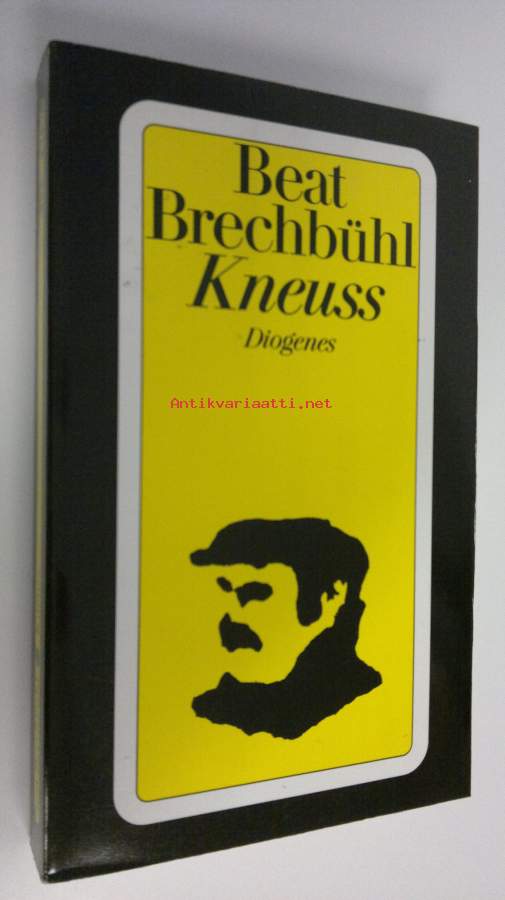 Beat
Brechbühl
Kneuss
Diogenes
Antikvariaatti.net